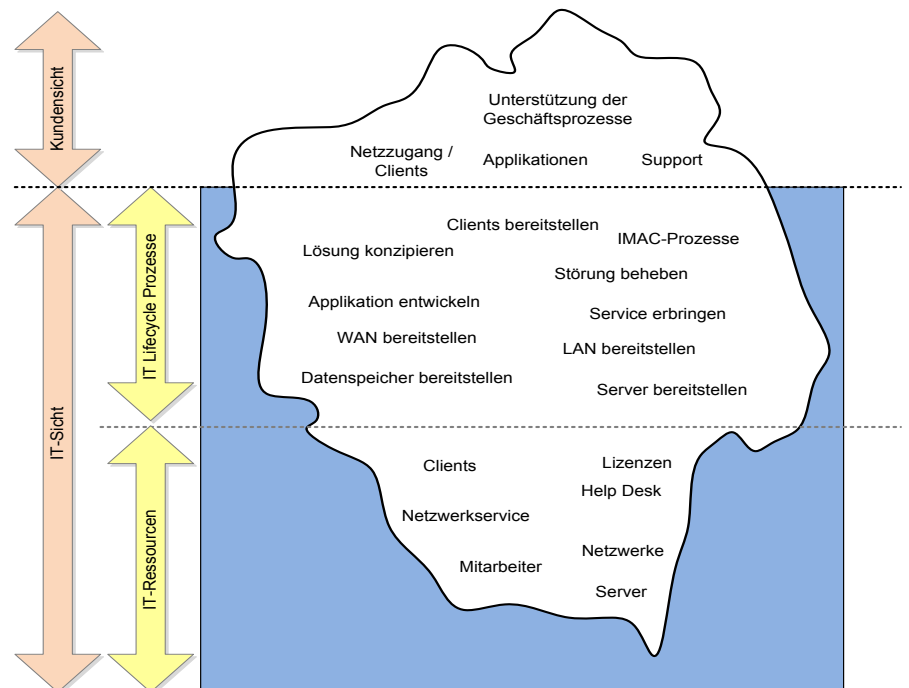 Kundensicht
Unterstützung der
Geschäftsprozesse
Netzzugang /
Clients
Applikationen
Support
IT-Sicht
IT Lifecycle Prozesse
Clients bereitstellen
IMAC-Prozesse
Lösung konzipieren
Störung beheben
Applikation entwickeln
Service erbringen
WAN bereitstellen
LAN bereitstellen
Datenspeicher bereitstellen
Server bereitstellen
IT-Ressourcen
Clients
Lizenzen
Help Desk
Netzwerkservice
Netzwerke
Mitarbeiter
Server